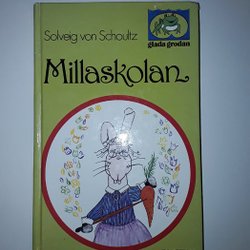 Solveig von Schoultz
glada grodan
Millaskolan